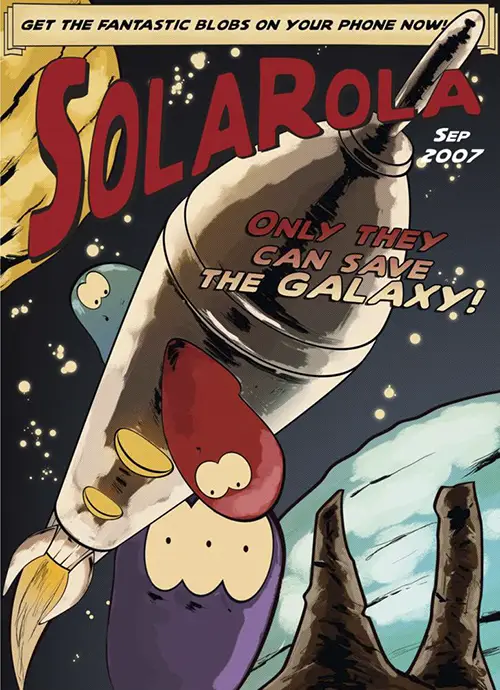 GET THE FANTASTIC BLOBS ON YOUR PHONE NOW!
SOLAROLA
SEP
2007
ONLY THEY
CAN SAVE
THE GALAXY!